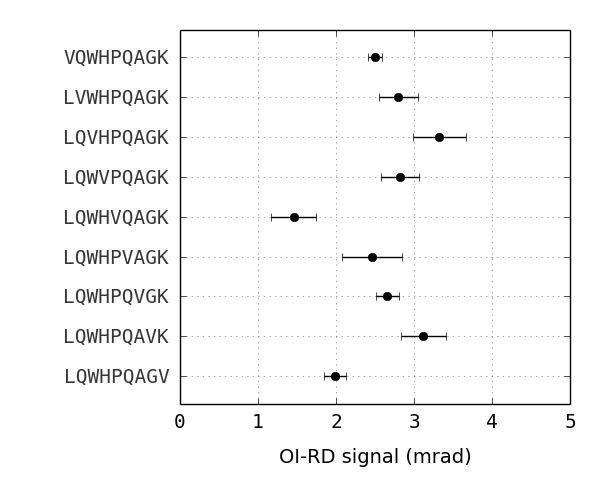 VQWHPQAGK
LVWHPQAGK
LQVHPQAGK
LQWVPQAGK
LQWHVQAGK
LQWHPVAGK
LQWHPQVGK
LQWHPQAVK
LQWHPQAGV
0 1 2 3 4 5
OI-RD signal (mrad)